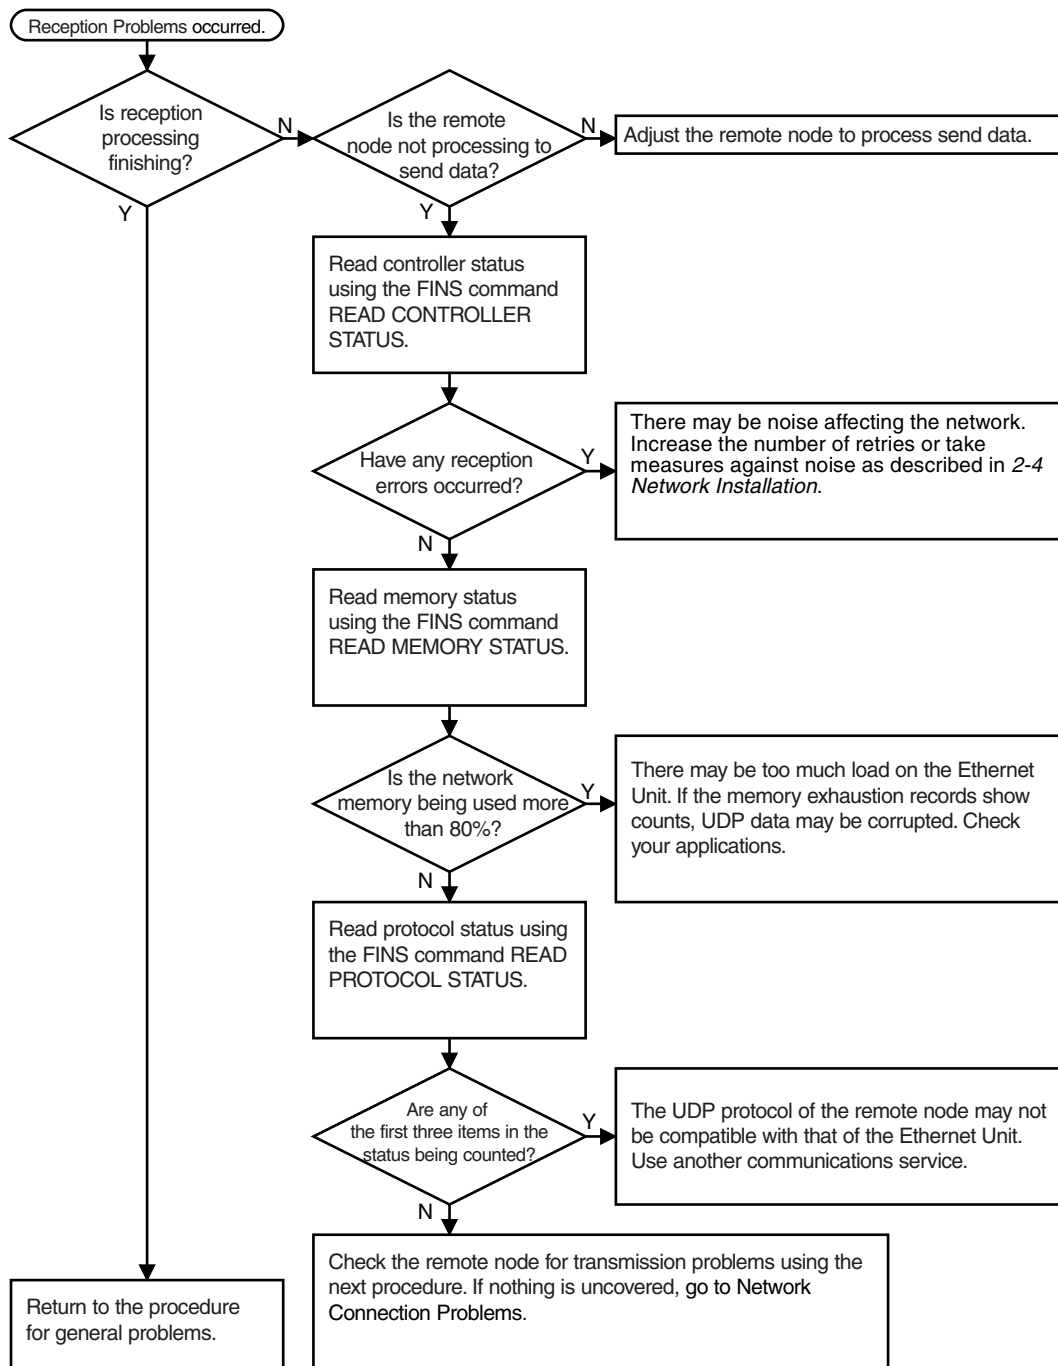 Reception Problems occurred.
Is reception
processing
finishing?
N
Y
Is the remote
node not processing to
send data?
N
Y
Adjust the remote node to process send data.
Read controller status
using the FINS command
READ CONTROLLER
STATUS.
Have any reception
errors occurred?
Y
N
There may be noise affecting the network.
Increase the number of retries or take
measures against noise as described in 2-4
Network Installation.
Read memory status
using the FINS command
READ MEMORY STATUS.
Is the network
memory being used more
than 80%?
Y
N
There may be too much load on the Ethernet
Unit. If the memory exhaustion records show
counts, UDP data may be corrupted. Check
your applications.
Read protocol status using
the FINS command READ
PROTOCOL STATUS.
Are any of
the first three items in the
status being counted?
Y
N
The UDP protocol of the remote node may not
be compatible with that of the Ethernet Unit.
Use another communications service.
Check the remote node for transmission problems using the
next procedure. If nothing is uncovered, go to Network
Connection Problems.
Return to the procedure
for general problems.